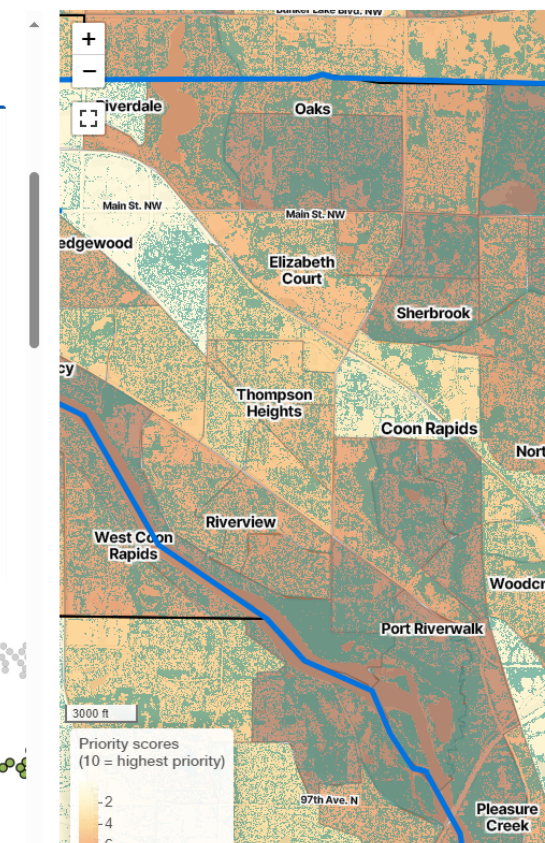 Dunker Lake Blvd. NW
+
−
Riverdale
Oaks
Main St. NW
Main St. NW
edgewood
Elizabeth
Court
Sherbrook
cy
Thompson
Heights
Coon Rapids
Nort
Riverview
West Coon
Rapids
Woodcr
Port Riverwalk
3000 ft
Priority scores
(10 = highest priority)
-2
-4
97th Ave. N
Pleasure
Creek